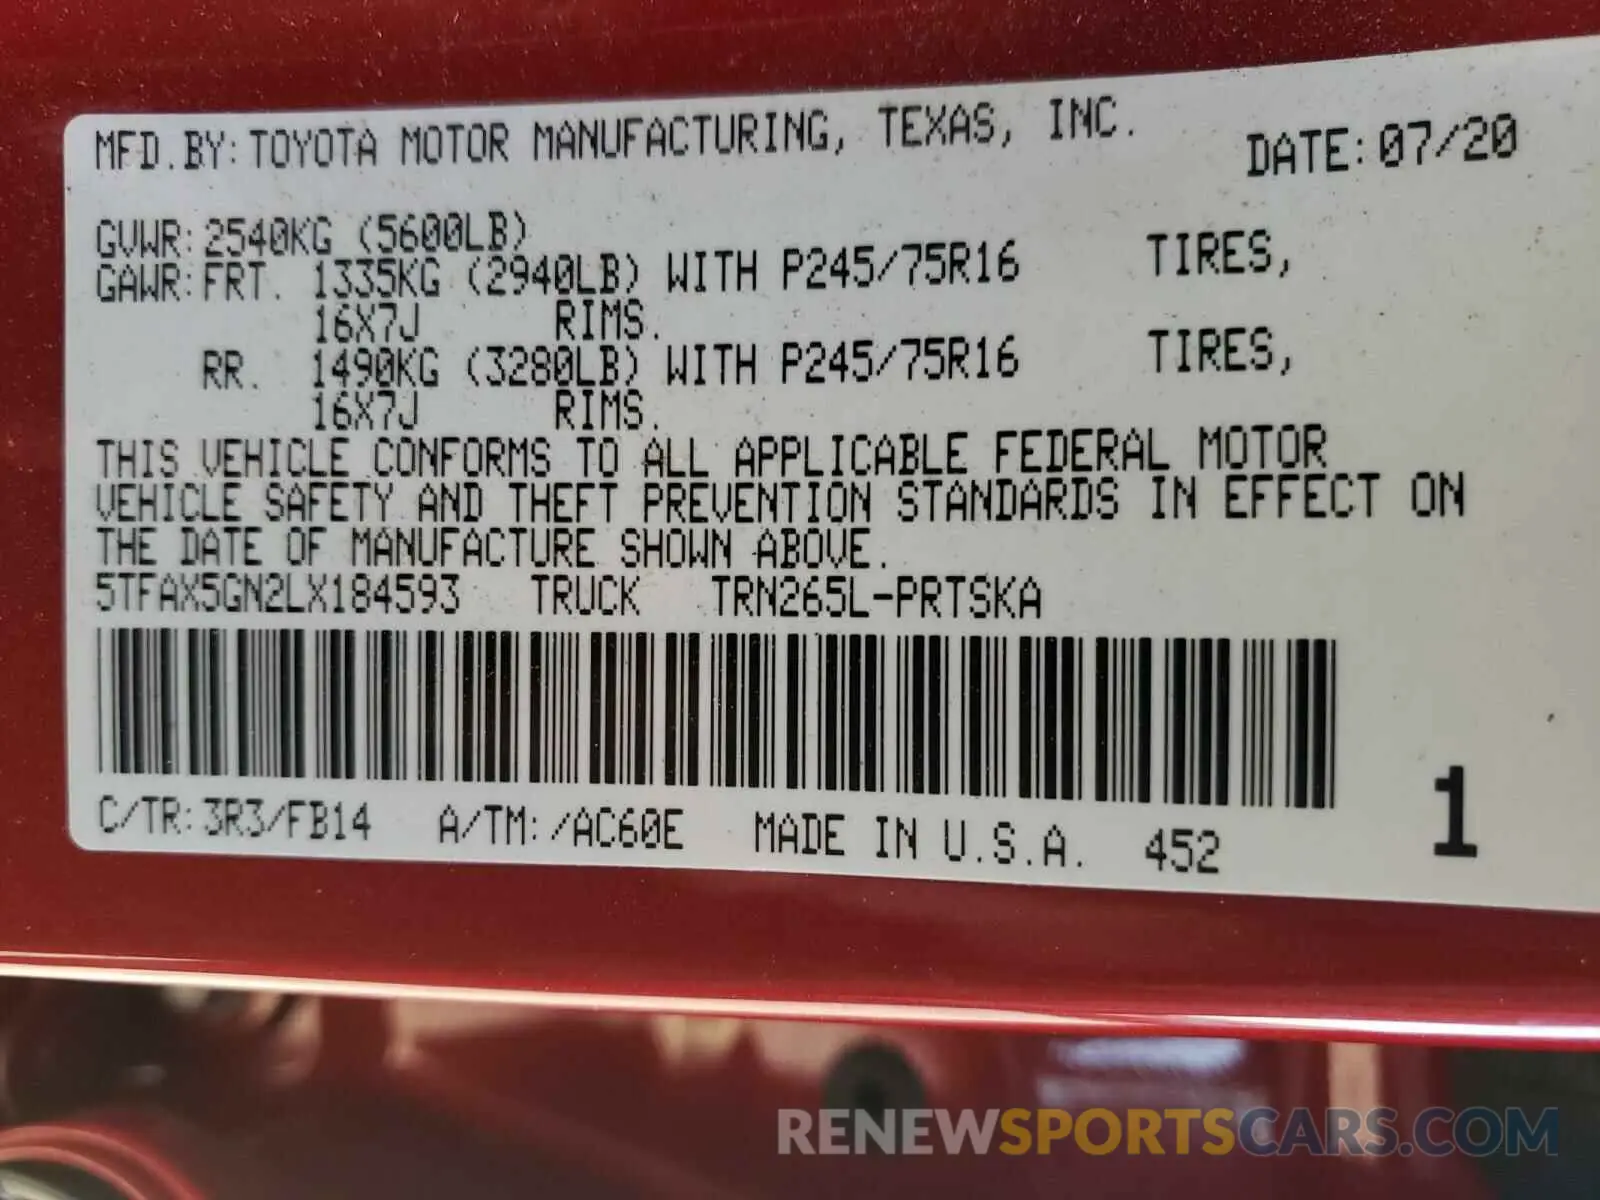 MFD.BY:TOYOTA MOTOR MANUFACTURING, TEXAS, INC. DATE:07/20
GVWR:2540KG (5600LB)
GAWR:FRT. 1335KG (2940LB) WITH P245/75R16 TIRES,
16X7J RIMS.
RR. 1490KG (3280LB) WITH P245/75R16 TIRES,
16X7J RIMS.
THIS VEHICLE CONFORMS TO ALL APPLICABLE FEDERAL MOTOR
VEHICLE SAFETY AND THEFT PREVENTION STANDARDS IN EFFECT ON
THE DATE OF MANUFACTURE SHOWN ABOVE.
5TFAX5GN2LX184593 TRUCK TRN265L-PRTSKA
C/TR:3R3/FB14 A/TM:/AC60E MADE IN U.S.A. 452 1
RENEWSPORTSCARS.COM